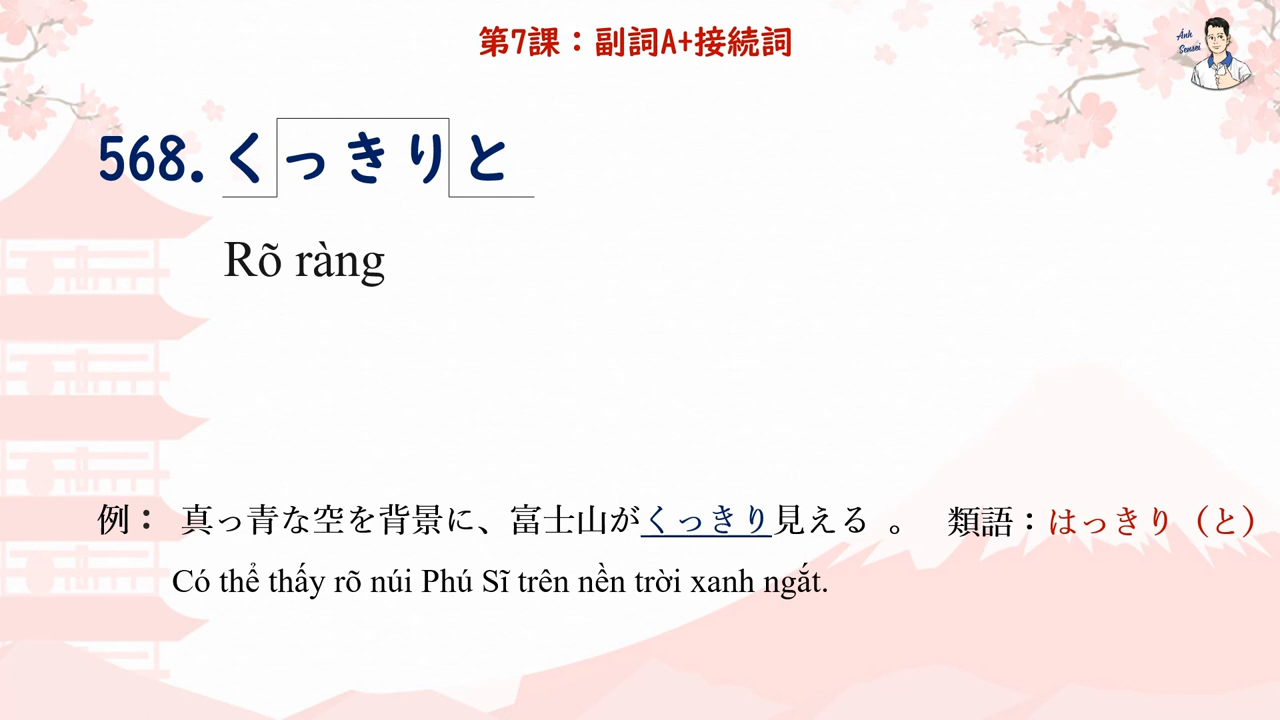 第7課：副詞A+接続詞
Ánh
Sensei
568. くっきりと
Rõ ràng
例： 真っ青な空を背景に、富士山がくっきり見える 。 類語：はっきり（と）
Có thể thấy rõ núi Phú Sĩ trên nền trời xanh ngắt.